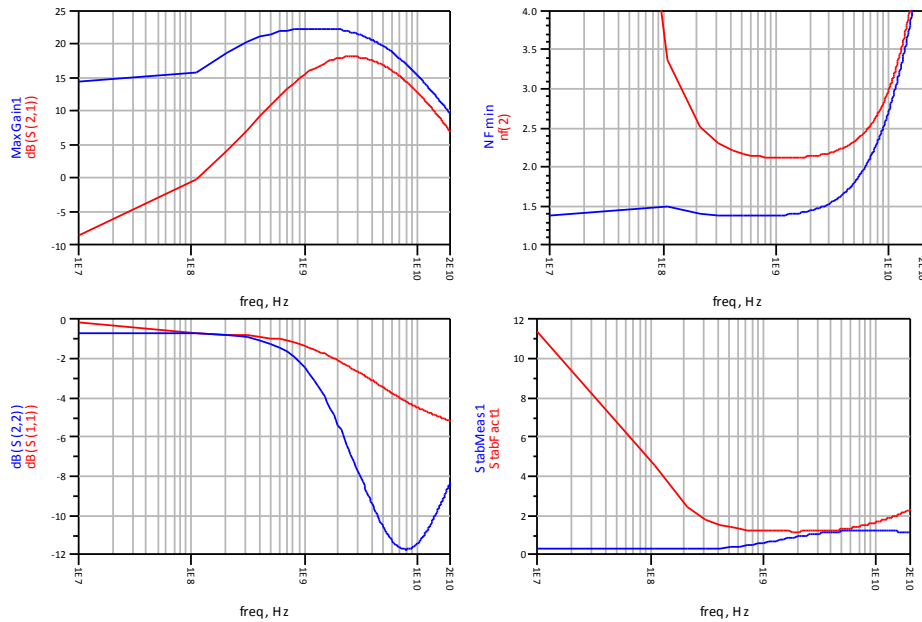 25
20
15
10
5
0
-5
-10
MaxGain1
dB(S(2,1))
1E7
1E8
1E9
1E10
2E10
freq, Hz
4.0
3.5
3.0
2.5
2.0
1.5
1.0
NFmin
nf(2)
1E7
1E8
1E9
1E10
2E10
freq, Hz
0
-2
-4
-6
-8
-10
-12
dB(S(2,2))
dB(S(1,1))
1E7
1E8
1E9
1E10
2E10
freq, Hz
12
10
8
6
4
2
0
StabMeas1
StabFact1
1E7
1E8
1E9
1E10
2E10
freq, Hz